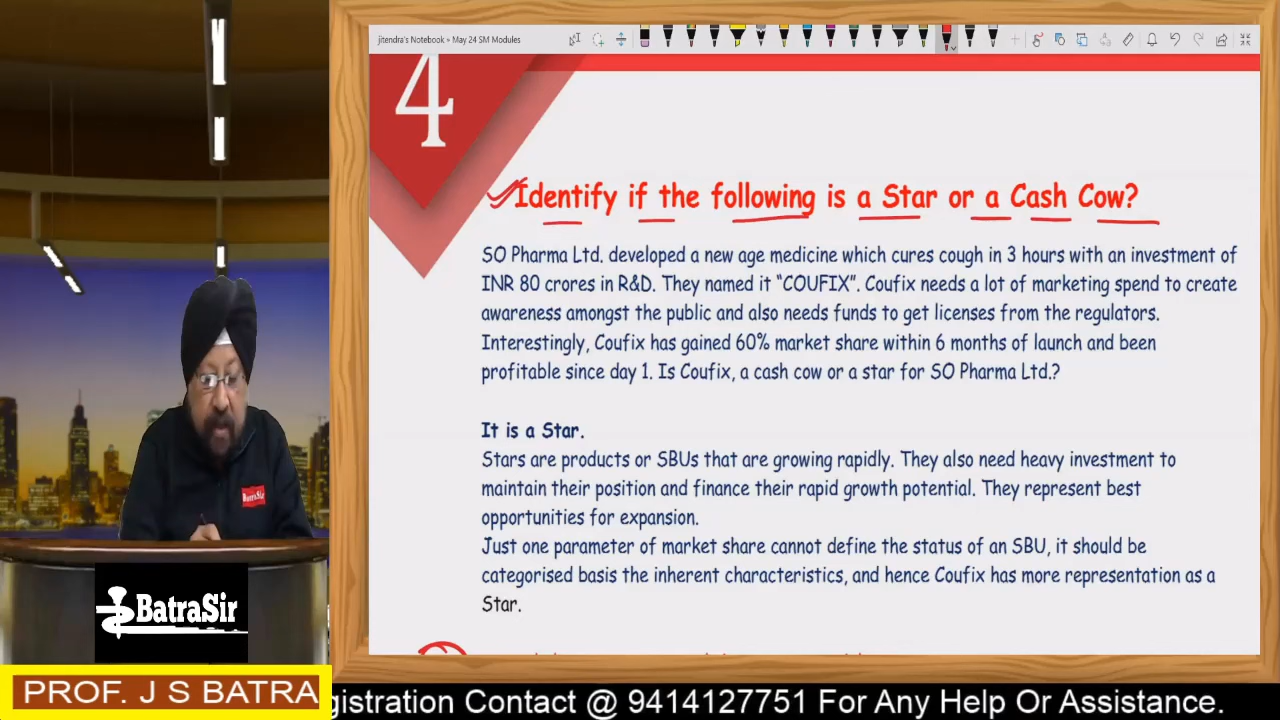 jitendra's Notebook » May 24 SM Modules
4
Identify if the following is a Star or a Cash Cow?
SO Pharma Ltd. developed a new age medicine which cures cough in 3 hours with an investment of
INR 80 crores in R&D. They named it "COUFIX". Coufix needs a lot of marketing spend to create
awareness amongst the public and also needs funds to get licenses from the regulators.
Interestingly, Coufix has gained 60% market share within 6 months of launch and been
profitable since day 1. Is Coufix, a cash cow or a star for SO Pharma Ltd.?
It is a Star.
Stars are products or SBUs that are growing rapidly. They also need heavy investment to
maintain their position and finance their rapid growth potential. They represent best
opportunities for expansion.
Just one parameter of market share cannot define the status of an SBU, it should be
categorised basis the inherent characteristics, and hence Coufix has more representation as a
Star.
BatraSir
BatraSir
PROF. J S BATRA
gistration Contact @ 9414127751 For Any Help Or Assistance.